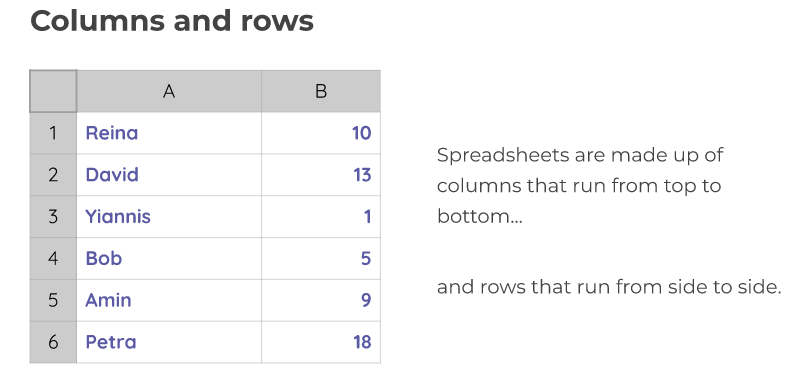 Columns and rows
A B
1 Reina 10
2 David 13
3 Yiannis 1
4 Bob 5
5 Amin 9
6 Petra 18
Spreadsheets are made up of
columns that run from top to
bottom...
and rows that run from side to side.